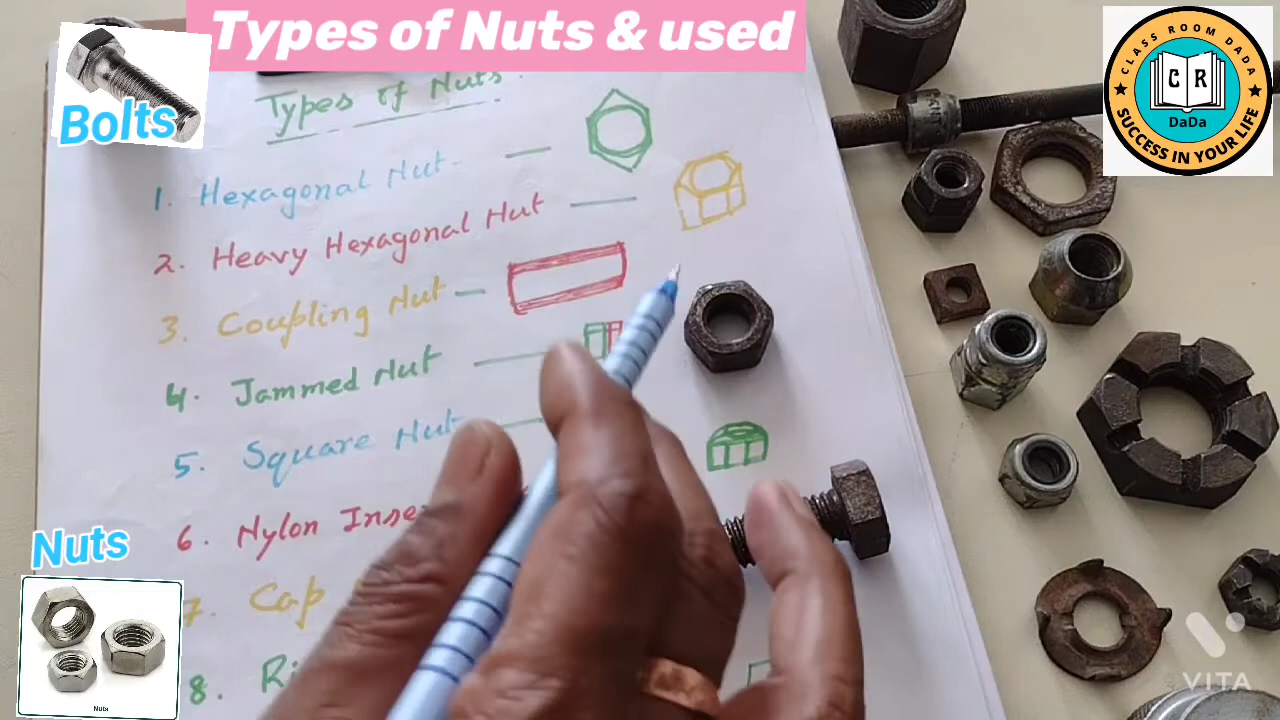 Types of Nuts & used
Bolts
Types of Nuts.
1. Hexagonal Nut
2. Heavy Hexagonal Nut
3. Coupling Nut
4. Jammed Nut
5. Square Nut
6. Nylon
7. Cap
8.
Nuts
Nuts
CLASS ROOM DADA
C R
DaDa
SUCCESS IN YOUR LIFE
VITA